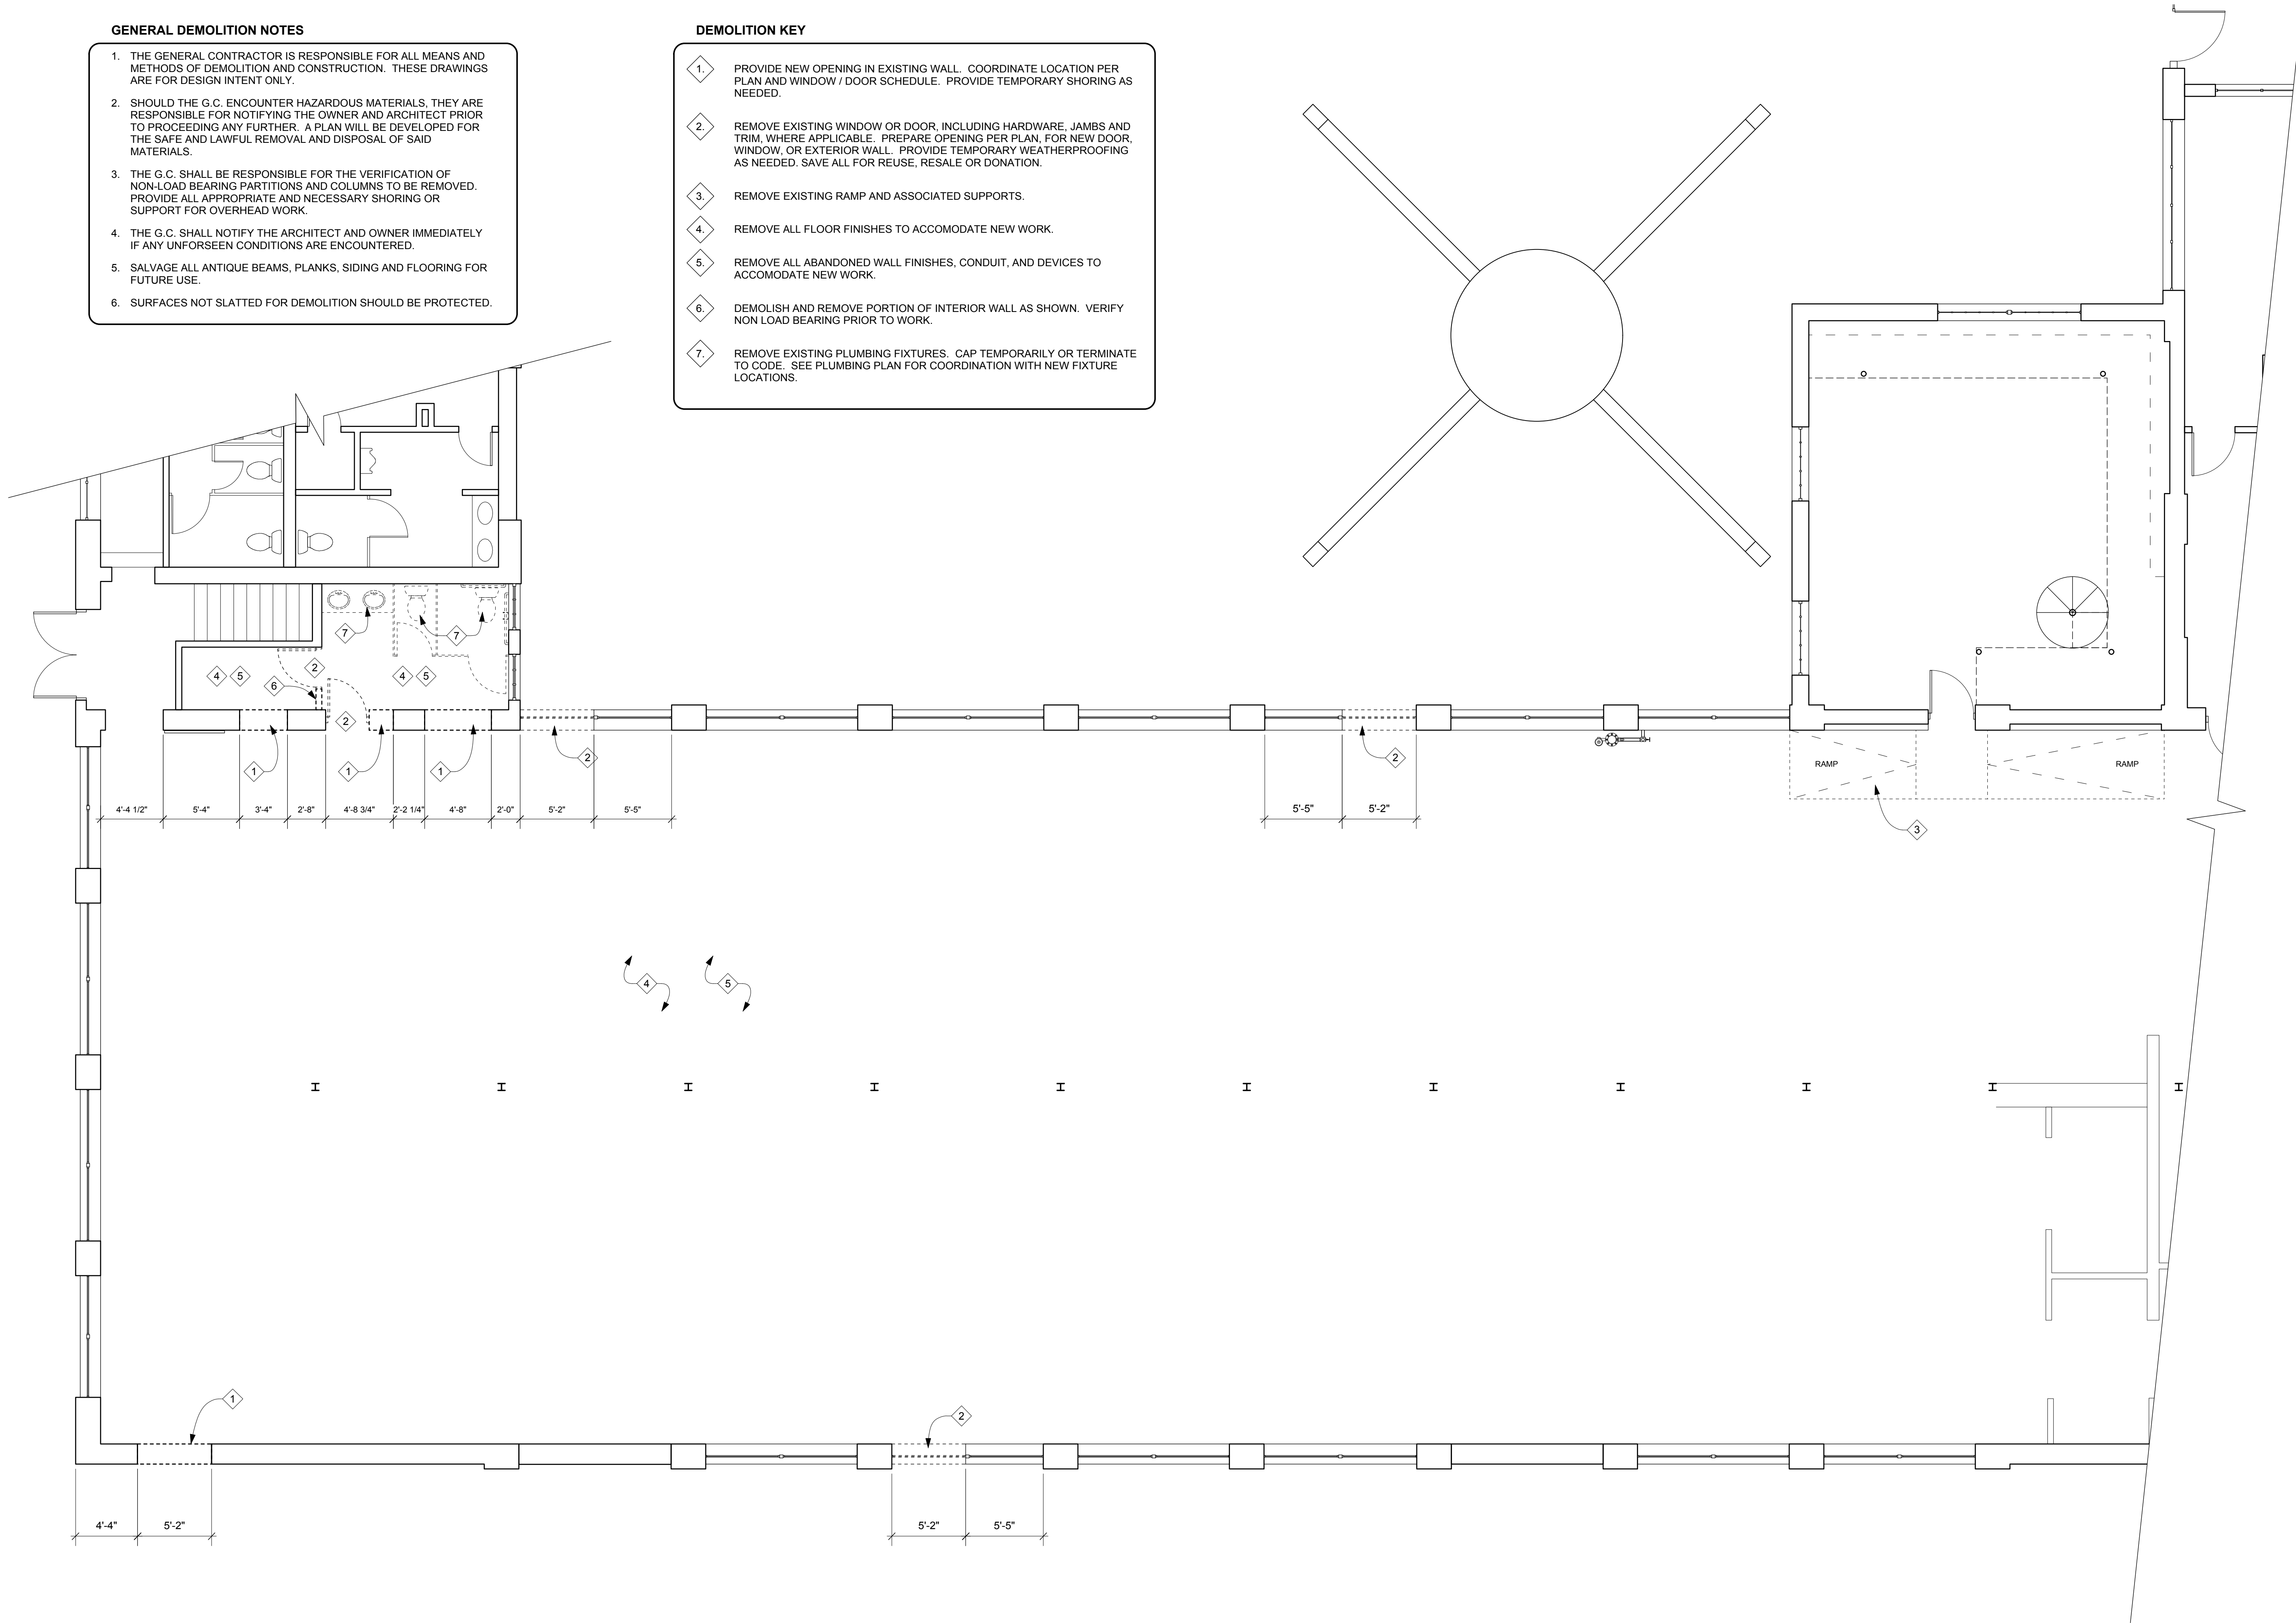 GENERAL DEMOLITION NOTES
1. THE GENERAL CONTRACTOR IS RESPONSIBLE FOR ALL MEANS AND
METHODS OF DEMOLITION AND CONSTRUCTION. THESE DRAWINGS
ARE FOR DESIGN INTENT ONLY.
2. SHOULD THE G.C. ENCOUNTER HAZARDOUS MATERIALS, THEY ARE
RESPONSIBLE FOR NOTIFYING THE OWNER AND ARCHITECT PRIOR
TO PROCEEDING ANY FURTHER. A PLAN WILL BE DEVELOPED FOR
THE SAFE AND LAWFUL REMOVAL AND DISPOSAL OF SAID
MATERIALS.
3. THE G.C. SHALL BE RESPONSIBLE FOR THE VERIFICATION OF
NON-LOAD BEARING PARTITIONS AND COLUMNS TO BE REMOVED.
PROVIDE ALL APPROPRIATE AND NECESSARY SHORING OR
SUPPORT FOR OVERHEAD WORK.
4. THE G.C. SHALL NOTIFY THE ARCHITECT AND OWNER IMMEDIATELY
IF ANY UNFORSEEN CONDITIONS ARE ENCOUNTERED.
5. SALVAGE ALL ANTIQUE BEAMS, PLANKS, SIDING AND FLOORING FOR
FUTURE USE.
6. SURFACES NOT SLATTED FOR DEMOLITION SHOULD BE PROTECTED.
DEMOLITION KEY
1. PROVIDE NEW OPENING IN EXISTING WALL. COORDINATE LOCATION PER
PLAN AND WINDOW / DOOR SCHEDULE. PROVIDE TEMPORARY SHORING AS
NEEDED.
2. REMOVE EXISTING WINDOW OR DOOR, INCLUDING HARDWARE, JAMBS AND
TRIM, WHERE APPLICABLE. PREPARE OPENING PER PLAN, FOR NEW DOOR,
WINDOW, OR EXTERIOR WALL. PROVIDE TEMPORARY WEATHERPROOFING
AS NEEDED. SAVE ALL FOR REUSE, RESALE OR DONATION.
3. REMOVE EXISTING RAMP AND ASSOCIATED SUPPORTS.
4. REMOVE ALL FLOOR FINISHES TO ACCOMODATE NEW WORK.
5. REMOVE ALL ABANDONED WALL FINISHES, CONDUIT, AND DEVICES TO
ACCOMODATE NEW WORK.
6. DEMOLISH AND REMOVE PORTION OF INTERIOR WALL AS SHOWN. VERIFY
NON LOAD BEARING PRIOR TO WORK.
7. REMOVE EXISTING PLUMBING FIXTURES. CAP TEMPORARILY OR TERMINATE
TO CODE. SEE PLUMBING PLAN FOR COORDINATION WITH NEW FIXTURE
LOCATIONS.
7 7
2
4 5 4 5
6
2
2 2
RAMP RAMP
1 1 1
4'-4 1/2" 5'-4" 3'-4" 2'-8" 4'-8 3/4" 2'-2 1/4" 4'-8" 2'-0" 5'-2" 5'-5" 5'-5" 5'-2"
3
4 5
1
2
4'-4" 5'-2" 5'-2" 5'-5"